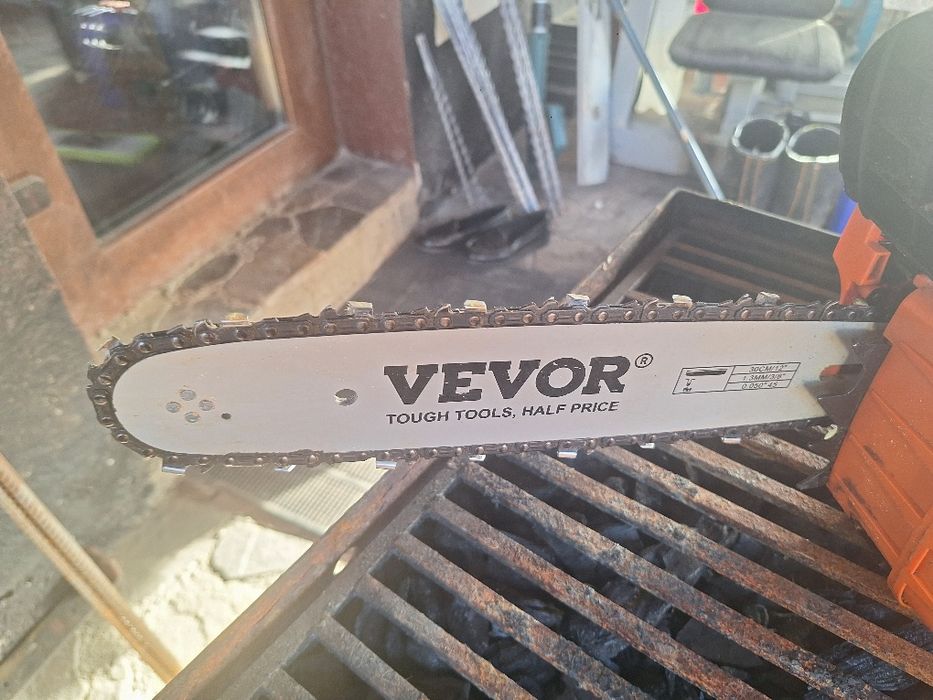 VEVOR®
TOUGH TOOLS, HALF PRICE
30CM/12"
1.3MM/3/8"
0.050"45